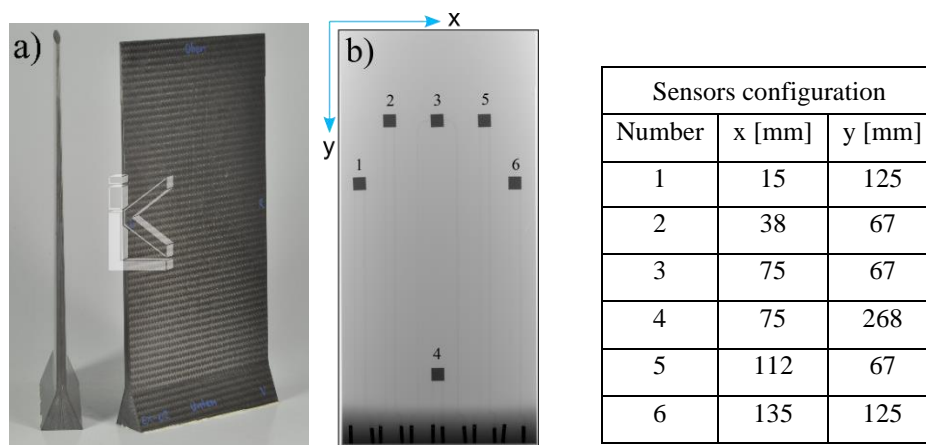 a)
b)
x
y
2 3 5
1
6
4
Sensors configuration
Number x [mm] y [mm]
1 15 125
2 38 67
3 75 67
4 75 268
5 112 67
6 135 125